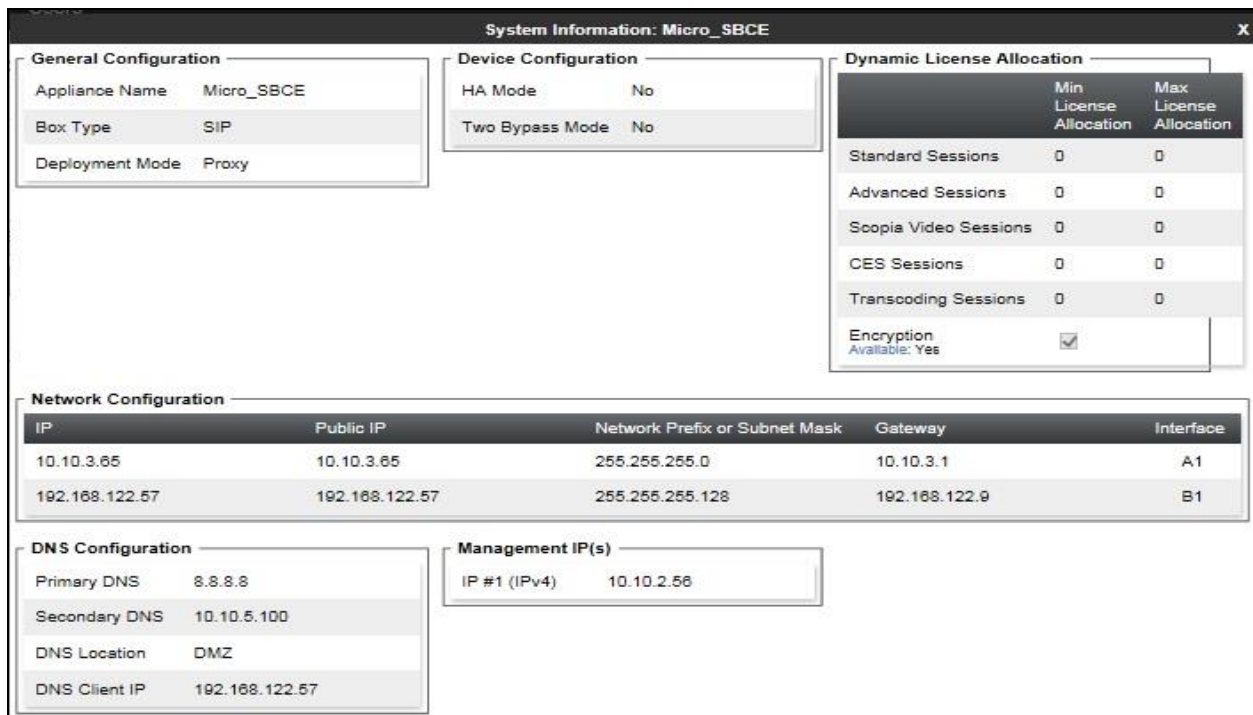 System Information: Micro_SBCE X
General Configuration
Appliance Name Micro_SBCE
Box Type SIP
Deployment Mode Proxy
Device Configuration
HA Mode No
Two Bypass Mode No
Dynamic License Allocation
Min License Allocation Max License Allocation
Standard Sessions 0 0
Advanced Sessions 0 0
Scopia Video Sessions 0 0
CES Sessions 0 0
Transcoding Sessions 0 0
Encryption
Available: Yes
Network Configuration
IP Public IP Network Prefix or Subnet Mask Gateway Interface
10.10.3.65 10.10.3.65 255.255.255.0 10.10.3.1 A1
192.168.122.57 192.168.122.57 255.255.255.128 192.168.122.9 B1
DNS Configuration
Primary DNS 8.8.8.8
Secondary DNS 10.10.5.100
DNS Location DMZ
DNS Client IP 192.168.122.57
Management IP(s)
IP #1 (IPv4) 10.10.2.56